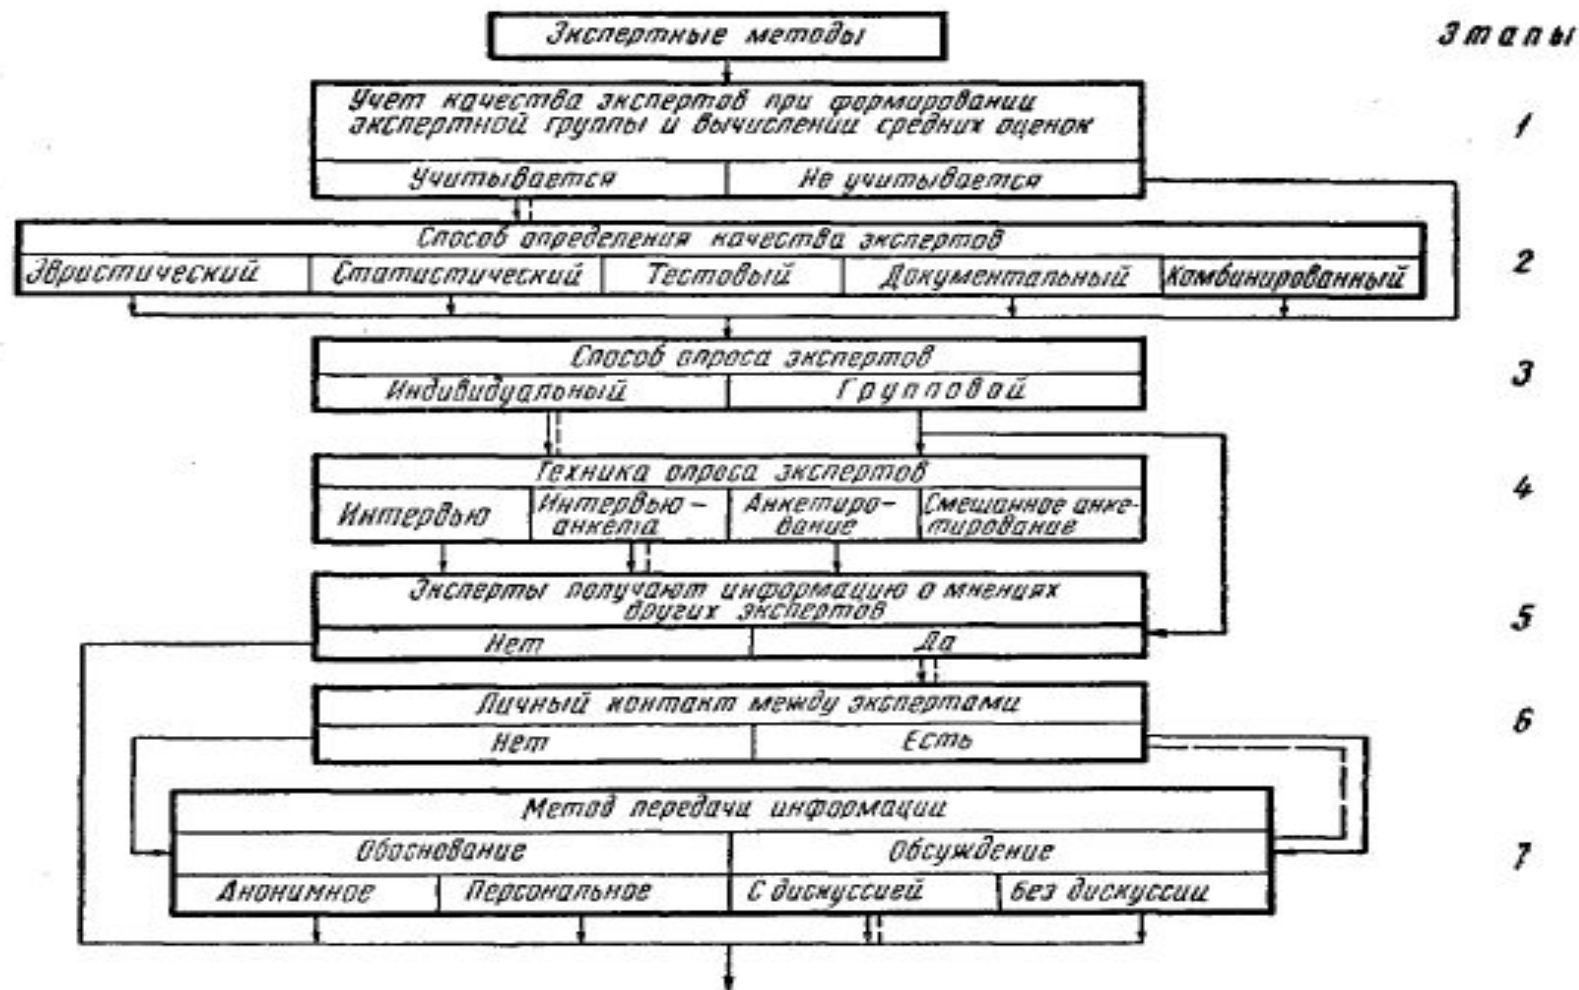 Экспертные методы
Этапы
Учет качества экспертов при формировании
экспертной группы и вычислении средних оценок
1
Учитывается
Не учитывается
Способ определения качества экспертов
2
Эвристический
Статистический
Тестовый
Документальный
Комбинированный
Способ опроса экспертов
3
Индивидуальный
Групповой
Техника опроса экспертов
4
Интервью
Интервью-
анкета
Анкетиро-
вание
Смешанное анке-
тирование
Эксперты получают информацию о мнениях
других экспертов
5
Нет
Да
Личный контакт между экспертами
6
Нет
Есть
Метод передачи информации
7
Обоснование
Обсуждение
Анонимное
Персональное
С дискуссией
Без дискуссии